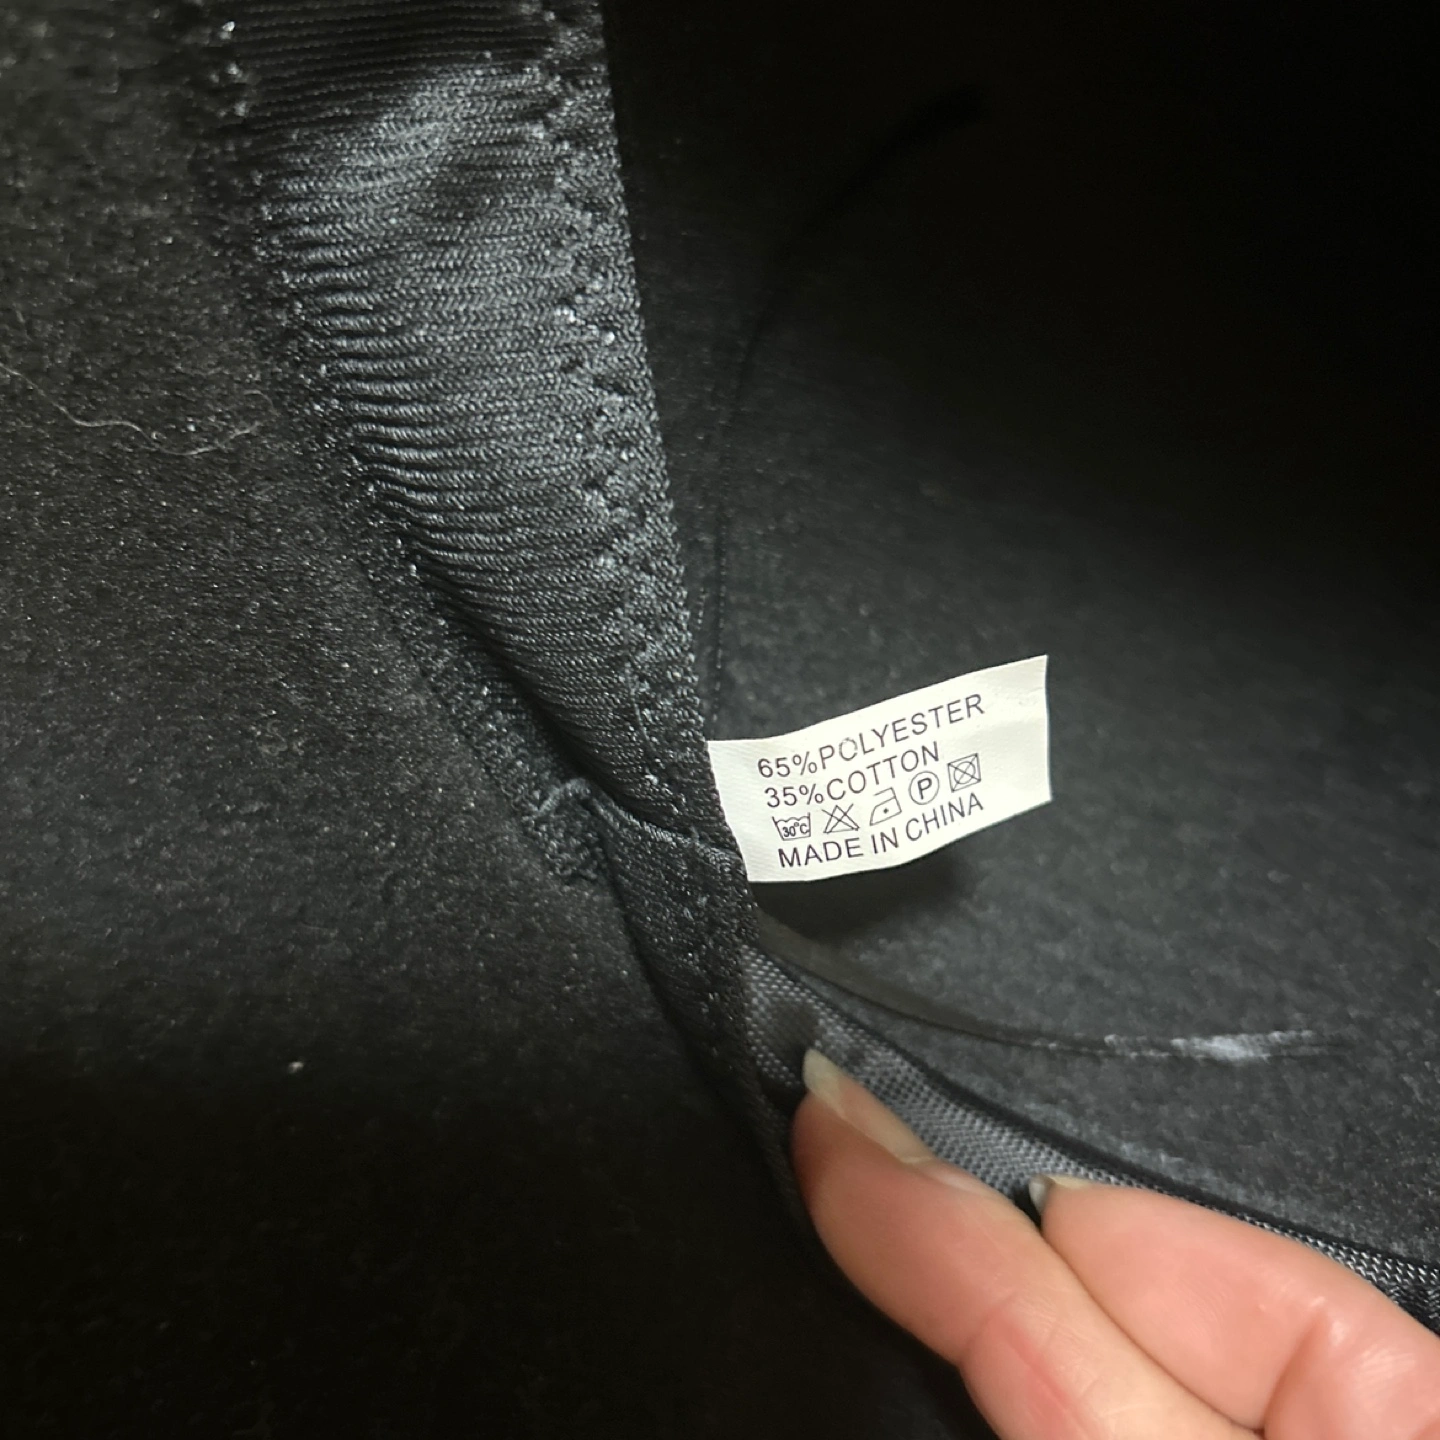 65%POLYESTER
35%COTTON
30°C P
MADE IN CHINA